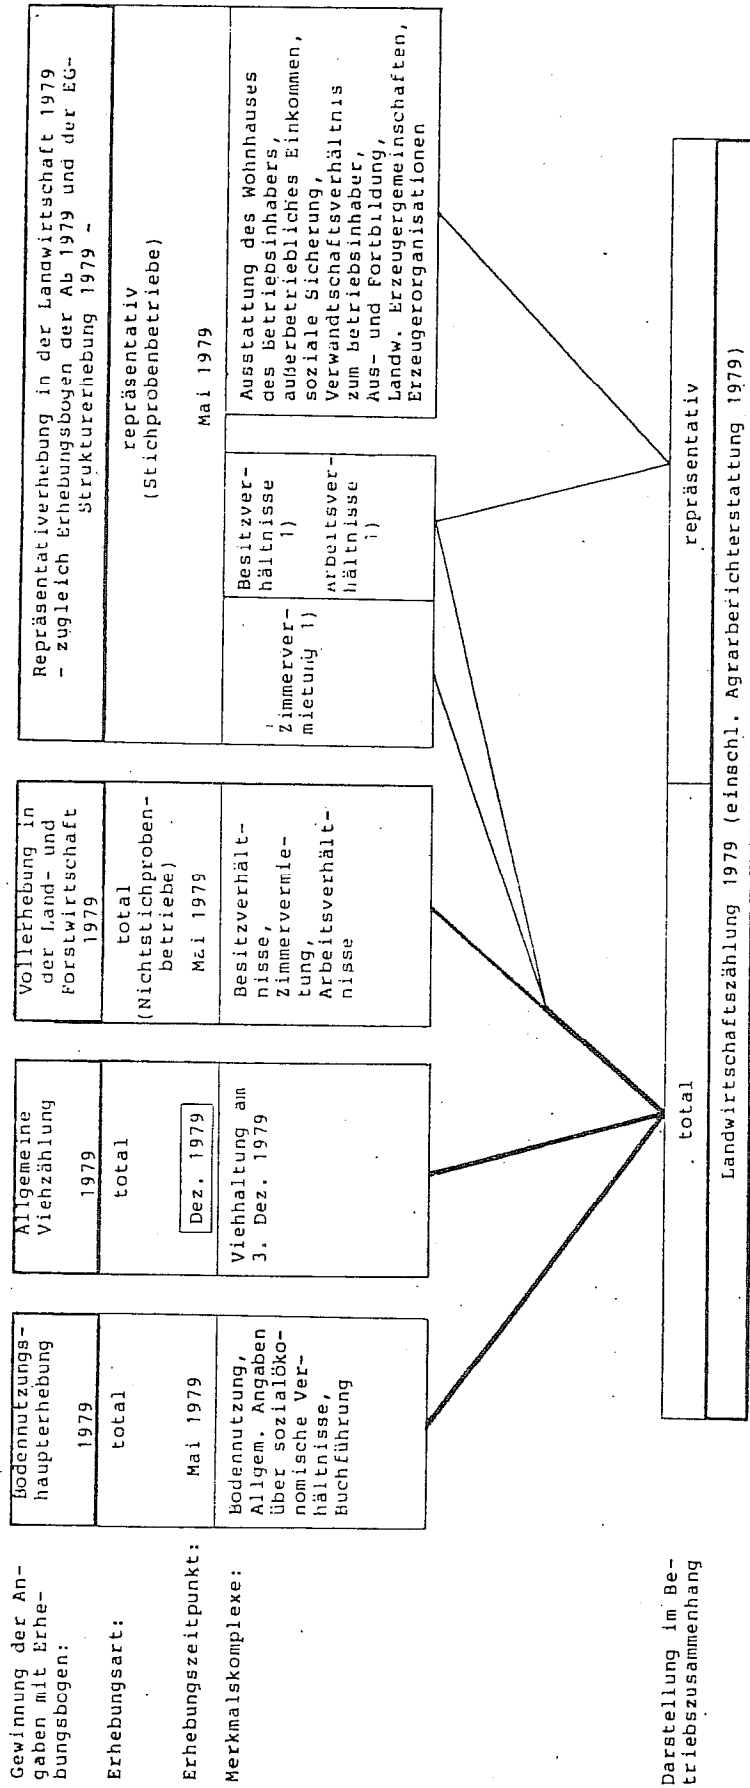 Gewinnung der An-
gaben mit Erhe-
bungsbogen:
Bodennutzungs-
haupterhebung
1979
Allgemeine
Viehzählung
1979
Vollerhebung in
der Land- und
Forstwirtschaft
1979
Repräsentativerhebung in der Landwirtschaft 1979
- zugleich Erhebungsbogen der Ab 1979 und der EG-
Strukturerhebung 1979 -
Erhebungsart:
total
total
total
(Nichtstichproben-
betriebe)
repräsentativ
(Stichprobenbetriebe)
Erhebungszeitpunkt:
Mai 1979
Dez. 1979
Mai 1979
Mai 1979
Merkmalskomplexe:
Bodennutzung,
Allgem. Angaben
über sozialöko-
nomische Ver-
hältnisse,
Buchführung
Viehhaltung am
3. Dez. 1979
Besitzverhält-
nisse,
Zimmervermie-
tung,
Arbeitsverhält-
nisse
Zimmerver-
mietung 1)
Besitzver-
hältnisse
1)
Arbeitsver-
hältnisse
1)
Ausstattung des Wohnhauses
des Betriebsinhabers,
außerbetriebliches Einkommen,
soziale Sicherung,
Verwandtschaftsverhältnis
zum Betriebsinhaber,
Aus- und Fortbildung,
Landw. Erzeugergemeinschaften,
Erzeugerorganisationen
Darstellung im Be-
triebszusammenhang
total
repräsentativ
Landwirtschaftszählung 1979 (einschl. Agrarberichterstattung 1979)